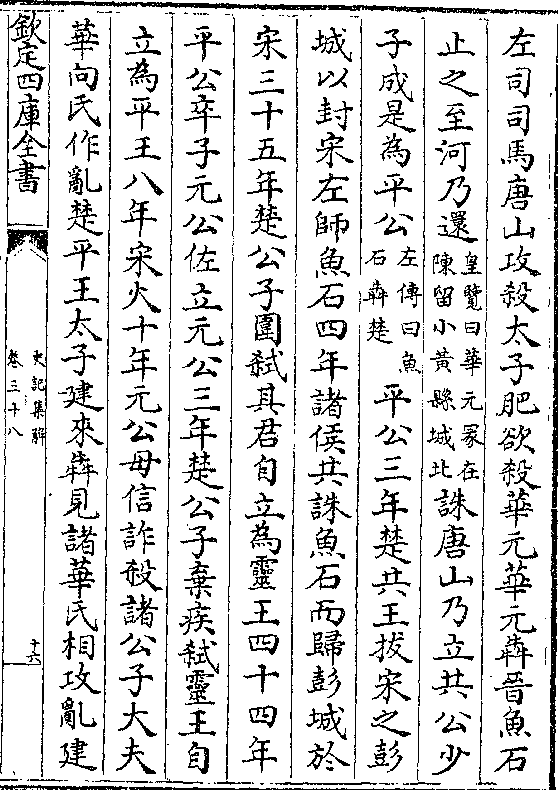 左司司馬唐山攻殺太子肥欲殺華元華元犇晉魚石
止之至河乃還皇覽曰華元冢在陳留小黃縣城北誅唐山乃立共公少
子成是為平公左傳曰魚石犇楚平公三年楚共王拔宋之彭
城以封宋左師魚石四年諸侯共誅魚石而歸彭城於
宋三十五年楚公子圍弑其君自立為靈王四十四年
平公卒子元公佐立元公三年楚公子棄疾弑靈王自
立為平王八年宋火十年元公毋信詐殺諸公子大夫
華向氏作亂楚平王太子建來犇見諸華氏相攻亂建
欽定四庫全書
史記集解
卷三十八
十六